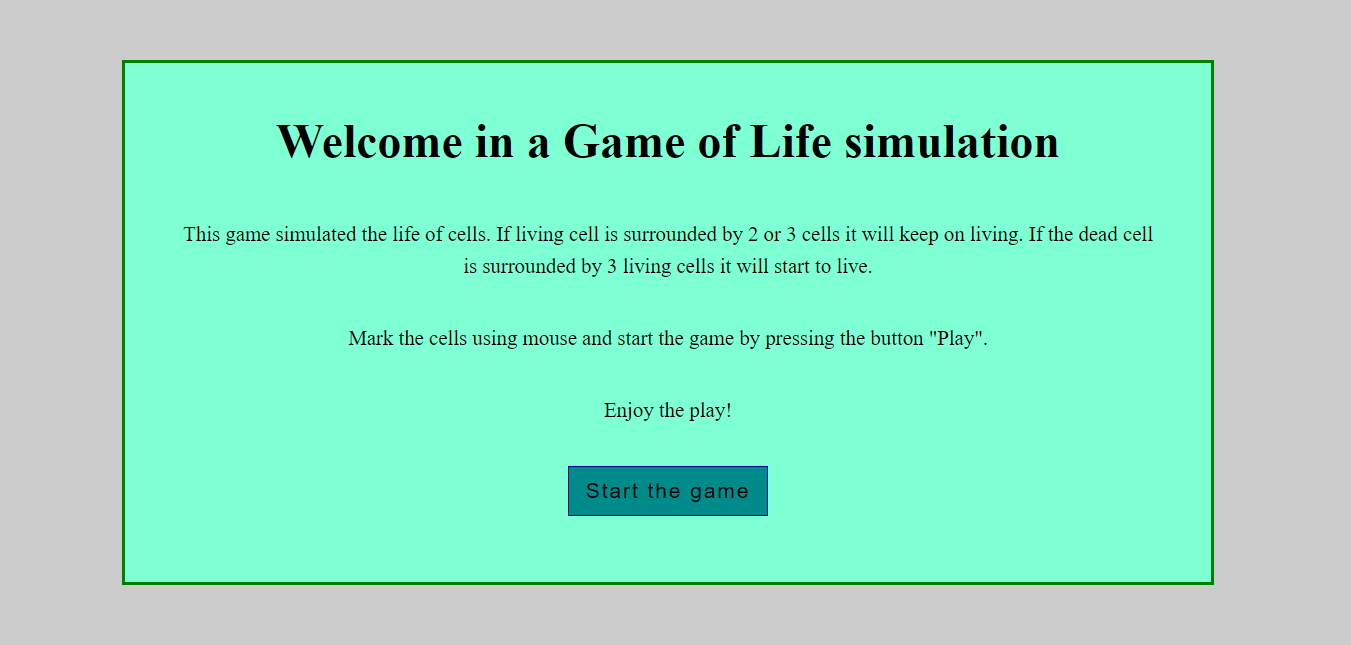 Welcome in a Game of Life simulation
This game simulated the life of cells. If living cell is surrounded by 2 or 3 cells it will keep on living. If the dead cell
is surrounded by 3 living cells it will start to live.
Mark the cells using mouse and start the game by pressing the button "Play".
Enjoy the play!
Start the game